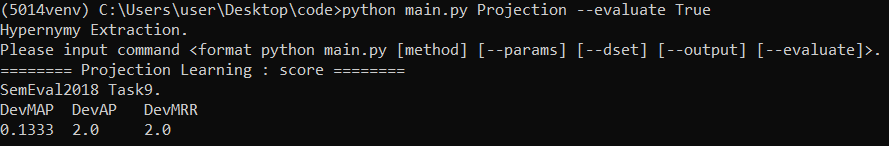 (5014venv) C:\Users\user\Desktop\code>python main.py Projection --evaluate True
Hypernymy Extraction.
Please input command <format python main.py [method] [--params] [--dset] [--output] [--evaluate]>.
======== Projection Learning : score ========
SemEval2018 Task9.
DevMAP  DevAP   DevMRR
0.1333  2.0     2.0